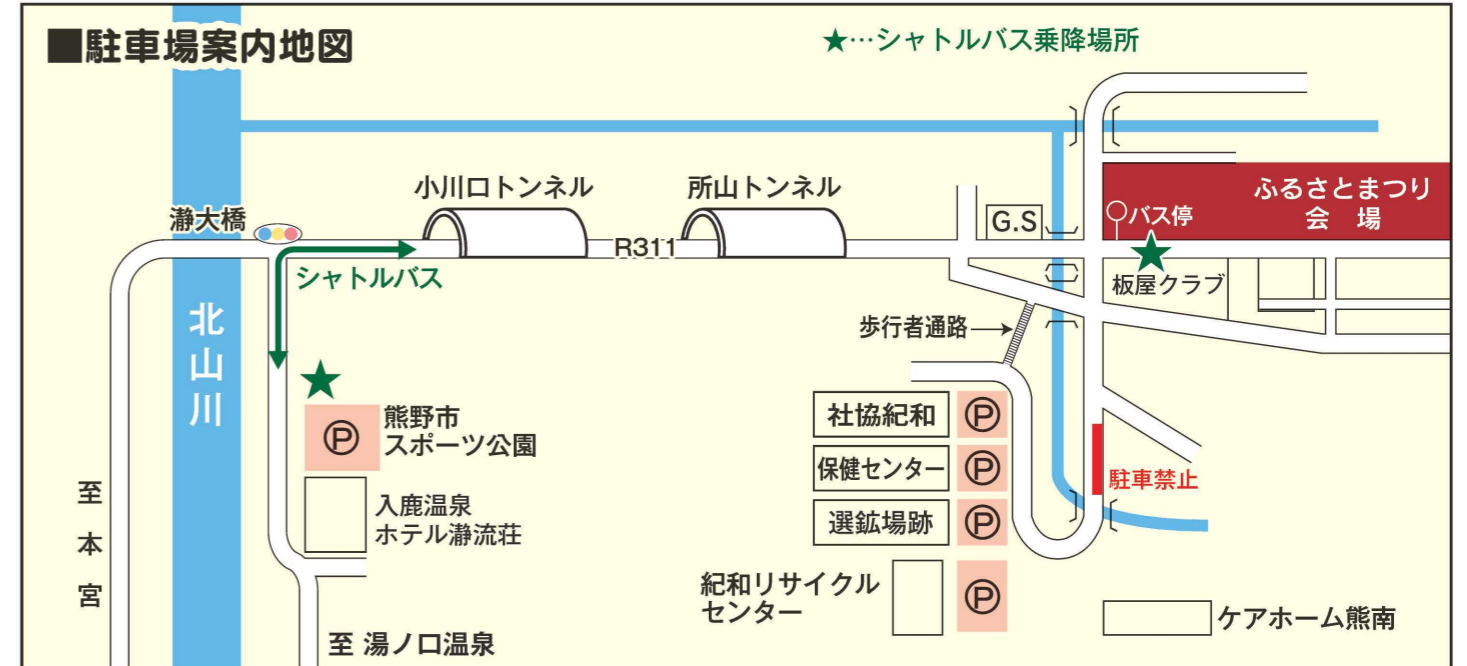 ■駐車場案内地図
★…シャトルバス乗降場所
小川口トンネル
所山トンネル
ふるさとまつり
会 場
バス停
G.S
瀞大橋
R311
シャトルバス
板屋クラブ
北山川
歩行者通路
熊野市
スポーツ公園
P
社協紀和
P
保健センター
P
駐車禁止
選鉱場跡
P
入鹿温泉
ホテル瀞流荘
至本宮
紀和リサイクル
センター
P
ケアホーム熊南
至 湯ノ口温泉